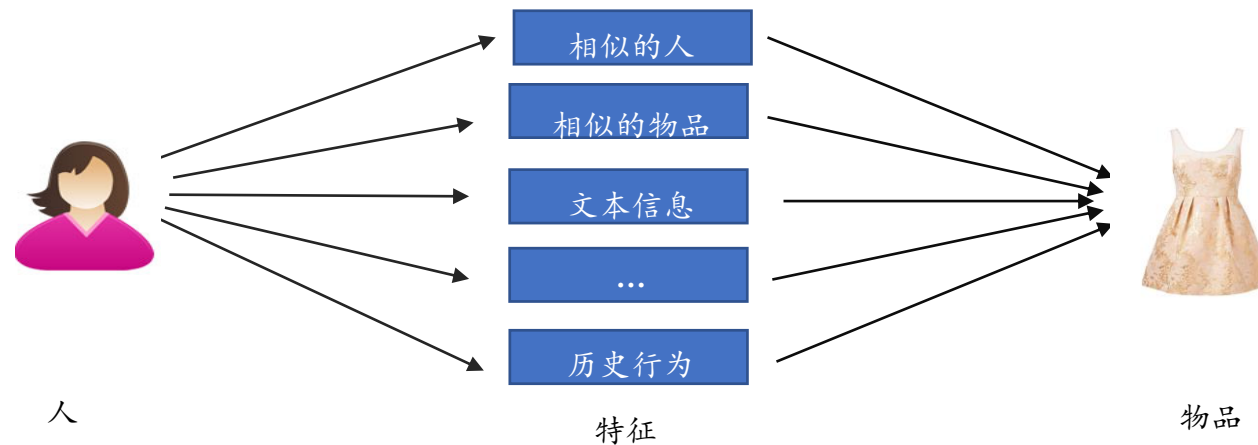 相似的人
相似的物品
文本信息
...
历史行为
人
特征
物品